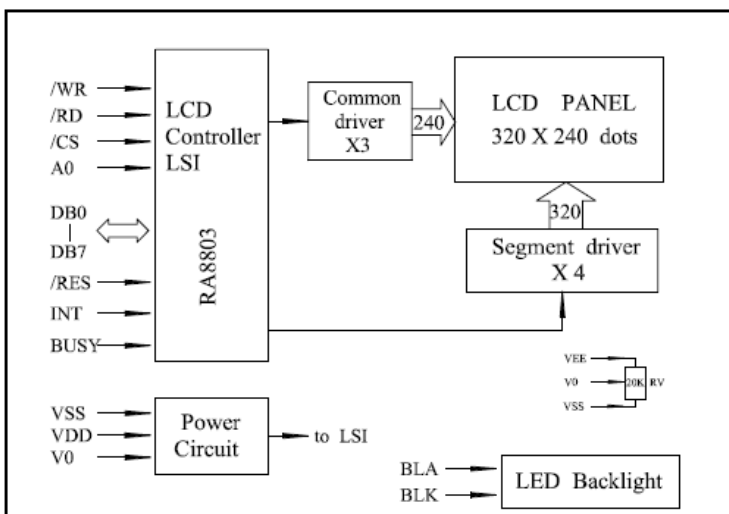 /WR
/RD
/CS
A0
DB0
DB7
/RES
INT
BUSY
LCD
Controller
LSI
RA8803
Common
driver
X3
240
LCD PANEL
320 X 240 dots
320
Segment driver
X 4
VEE
V0
VSS
20K RV
VSS
VDD
V0
Power
Circuit
to LSI
BLA
BLK
LED Backlight